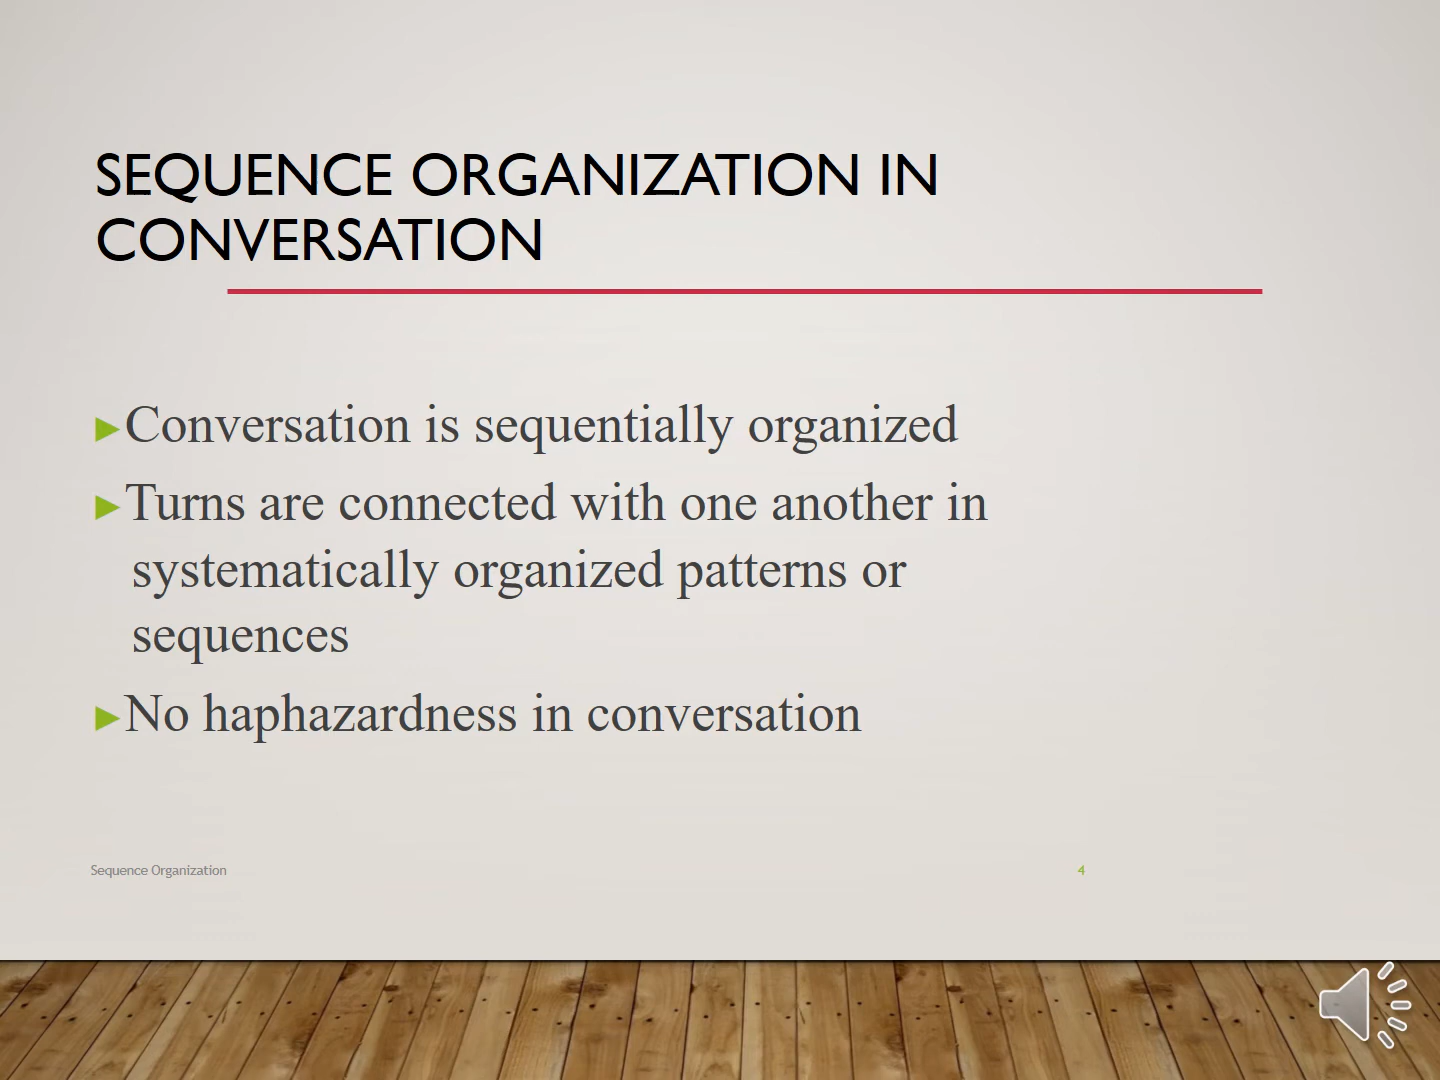 SEQUENCE ORGANIZATION IN
CONVERSATION
►Conversation is sequentially organized
►Turns are connected with one another in
systematically organized patterns or
sequences
►No haphazardness in conversation
Sequence Organization
4